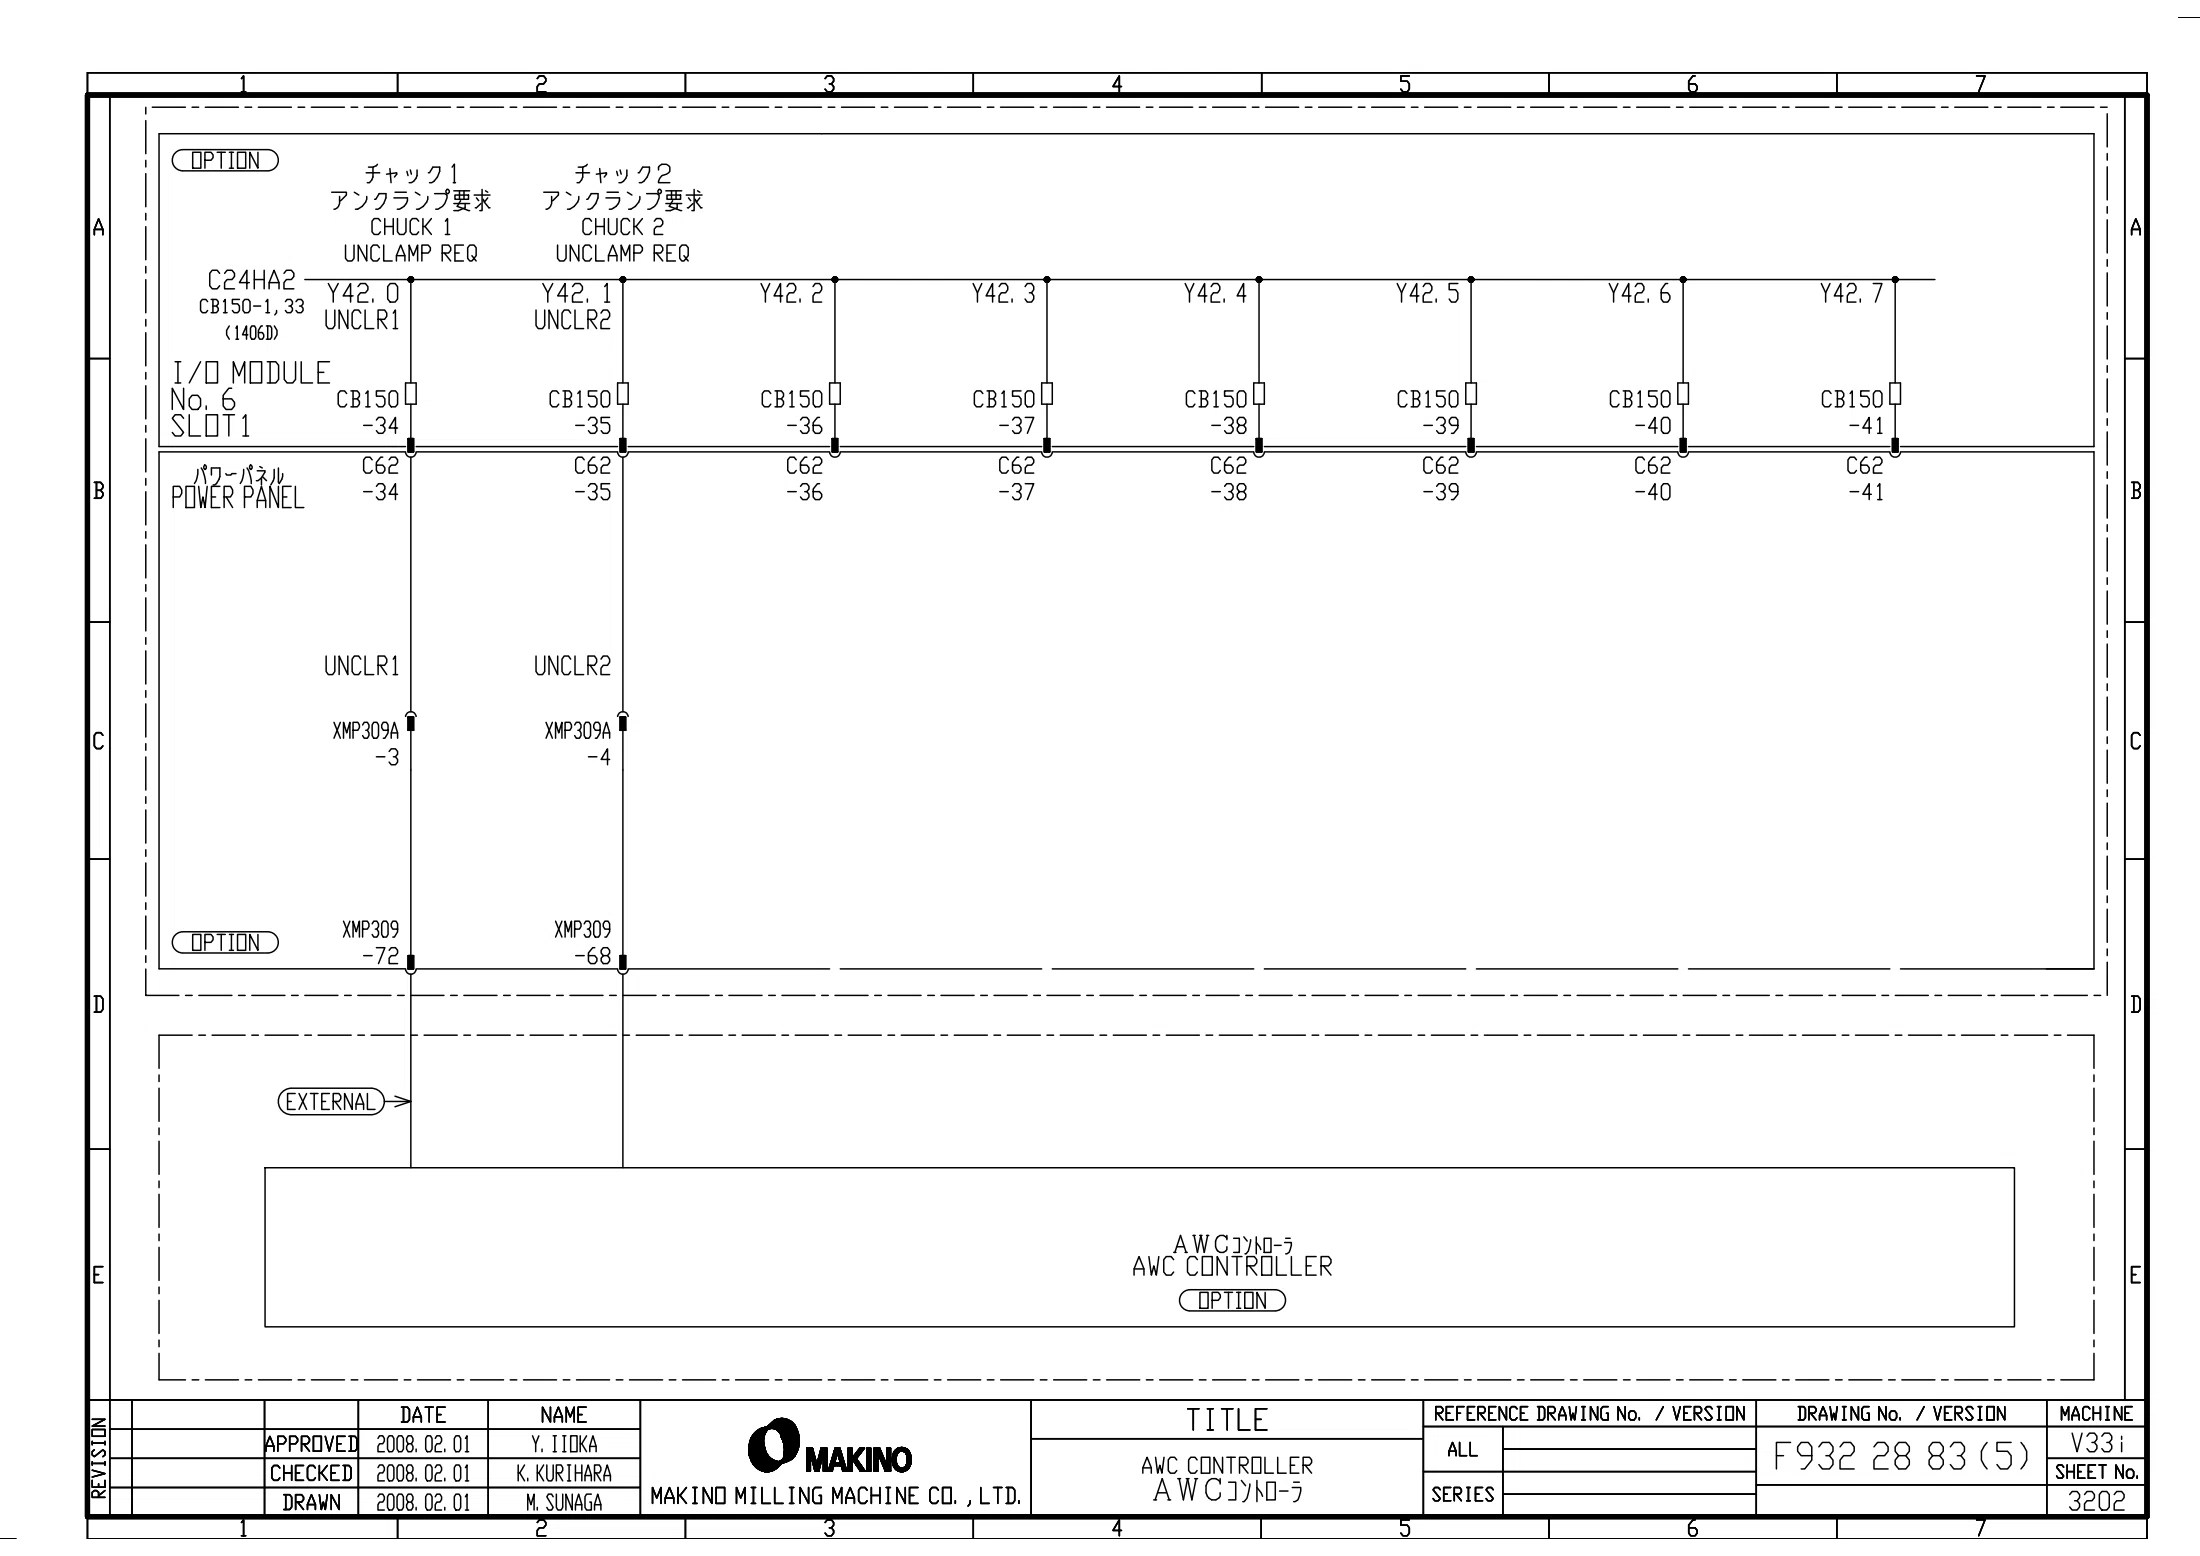 1 2 3 4 5 6 7
OPTION
チャック1 チャック2
アンクランプ要求 アンクランプ要求
CHUCK 1 CHUCK 2
UNCLAMP REQ UNCLAMP REQ
A A
C24HA2
CB150-1,33
(1406D)
Y42.0 Y42.1 Y42.2 Y42.3 Y42.4 Y42.5 Y42.6 Y42.7
UNCLR1 UNCLR2
I/O MODULE
No.6
SLOT1
CB150 CB150 CB150 CB150 CB150 CB150 CB150 CB150
-34 -35 -36 -37 -38 -39 -40 -41
パワーパネル
POWER PANEL
C62 C62 C62 C62 C62 C62 C62 C62
-34 -35 -36 -37 -38 -39 -40 -41
B B
UNCLR1 UNCLR2
XMP309A XMP309A
-3 -4
C C
OPTION
XMP309 XMP309
-72 -68
D D
EXTERNAL
AWCコントローラ
AWC CONTROLLER
OPTION
E E
REVISION
DATE NAME
APPROVED 2008.02.01 Y.IIOKA
CHECKED 2008.02.01 K.KURIHARA
DRAWN 2008.02.01 M.SUNAGA
MAKINO
MAKINO MILLING MACHINE CO.,LTD.
TITLE
AWC CONTROLLER
AWCコントローラ
REFERENCE DRAWING No. / VERSION
ALL
SERIES
DRAWING No. / VERSION
F932 28 83(5)
MACHINE
V33i
SHEET No.
3202
1 2 3 4 5 6 7